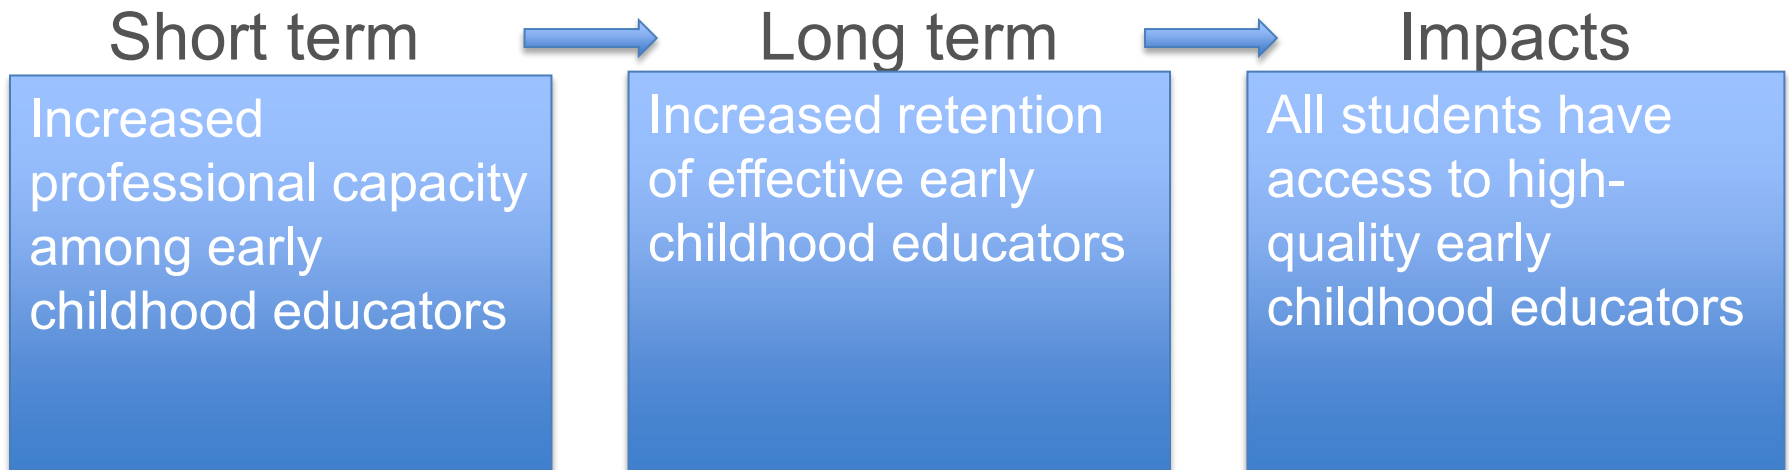 Short term
Long term
Impacts
Increased
professional capacity
among early
childhood educators
Increased retention
of effective early
childhood educators
All students have
access to high-
quality early
childhood educators